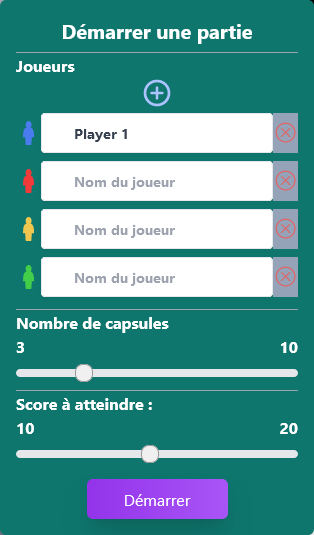 Démarrer une partie
Joueurs
Player 1
Nom du joueur
Nom du joueur
Nom du joueur
Nombre de capsules
3 10
Score à atteindre :
10 20
Démarrer